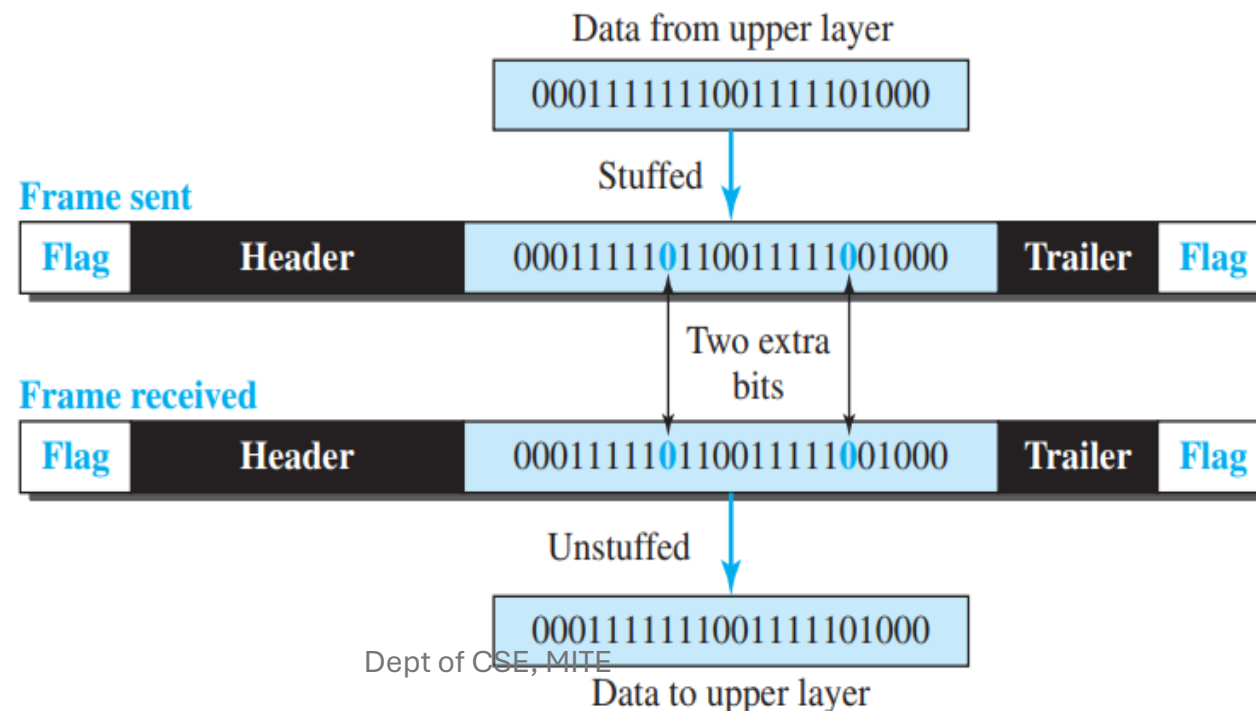 Data from upper layer
0001111111001111101000
Stuffed
Frame sent
Flag Header 000111110110011111001000 Trailer Flag
Two extra
bits
Frame received
Flag Header 000111110110011111001000 Trailer Flag
Unstuffed
0001111111001111101000
Dept of CSE, MITE
Data to upper layer